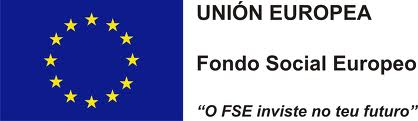 UNIÓN EUROPEA
Fondo Social Europeo
“O FSE inviste no teu futuro”